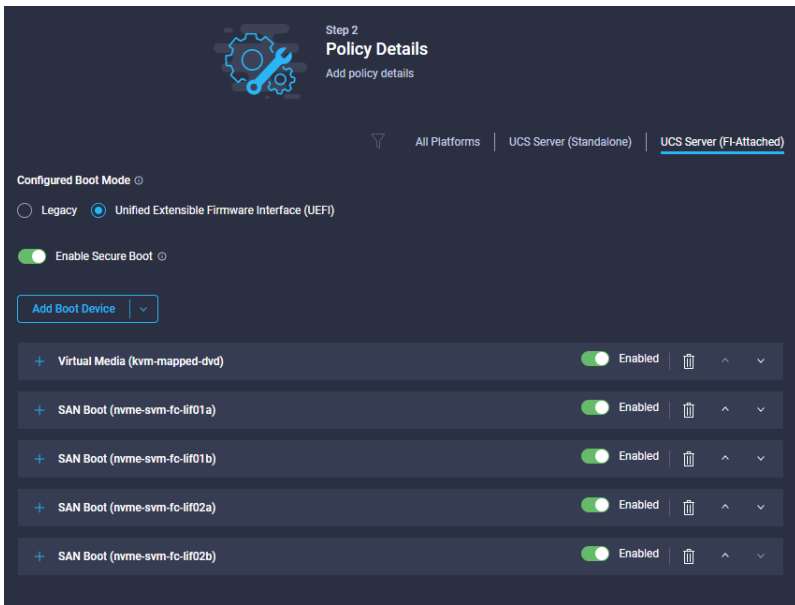 Step 2
Policy Details
Add policy details
All Platforms UCS Server (Standalone) UCS Server (FI-Attached)
Configured Boot Mode
Legacy Unified Extensible Firmware Interface (UEFI)
Enable Secure Boot
Add Boot Device
Virtual Media (kvm-mapped-dvd) Enabled
SAN Boot (nvme-svm-fc-lif01a) Enabled
SAN Boot (nvme-svm-fc-lif01b) Enabled
SAN Boot (nvme-svm-fc-lif02a) Enabled
SAN Boot (nvme-svm-fc-lif02b) Enabled